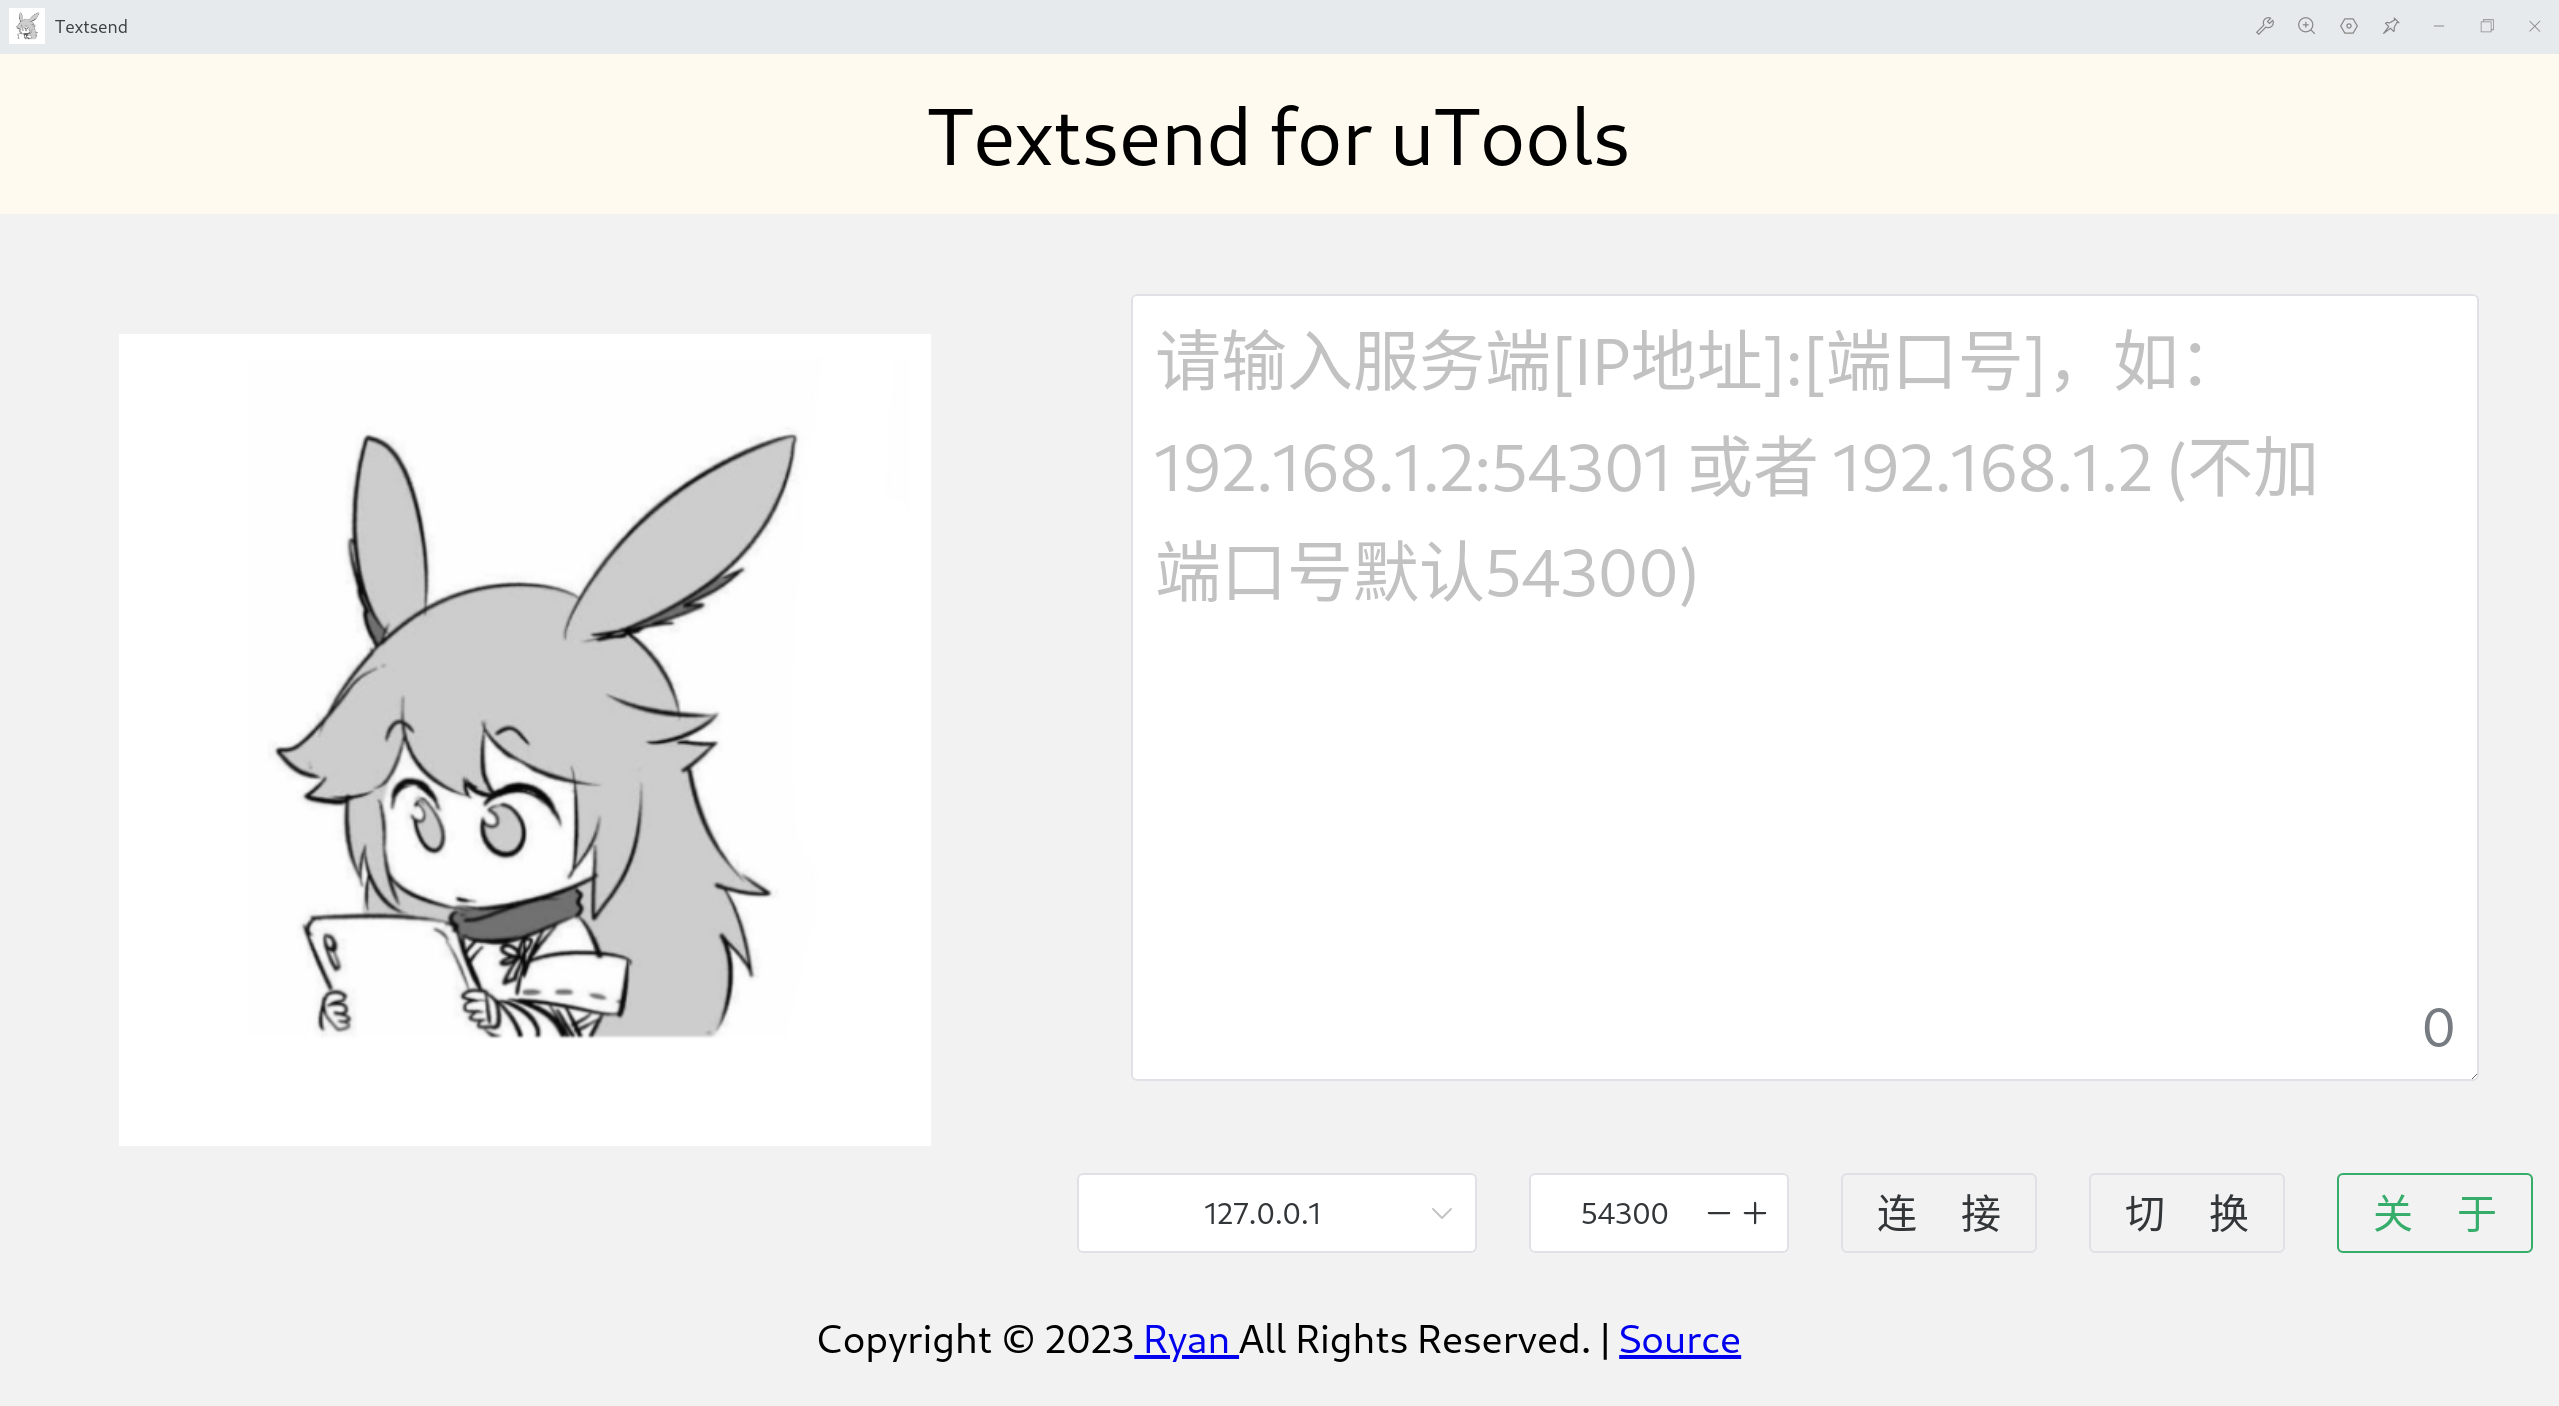 Textsend
Textsend for uTools
请输入服务端[IP地址]:[端口号]，如：
192.168.1.2:54301 或者 192.168.1.2 (不加
端口号默认54300)
0
127.0.0.1
54300
连 接
切 换
关 于
Copyright © 2023 Ryan All Rights Reserved. | Source